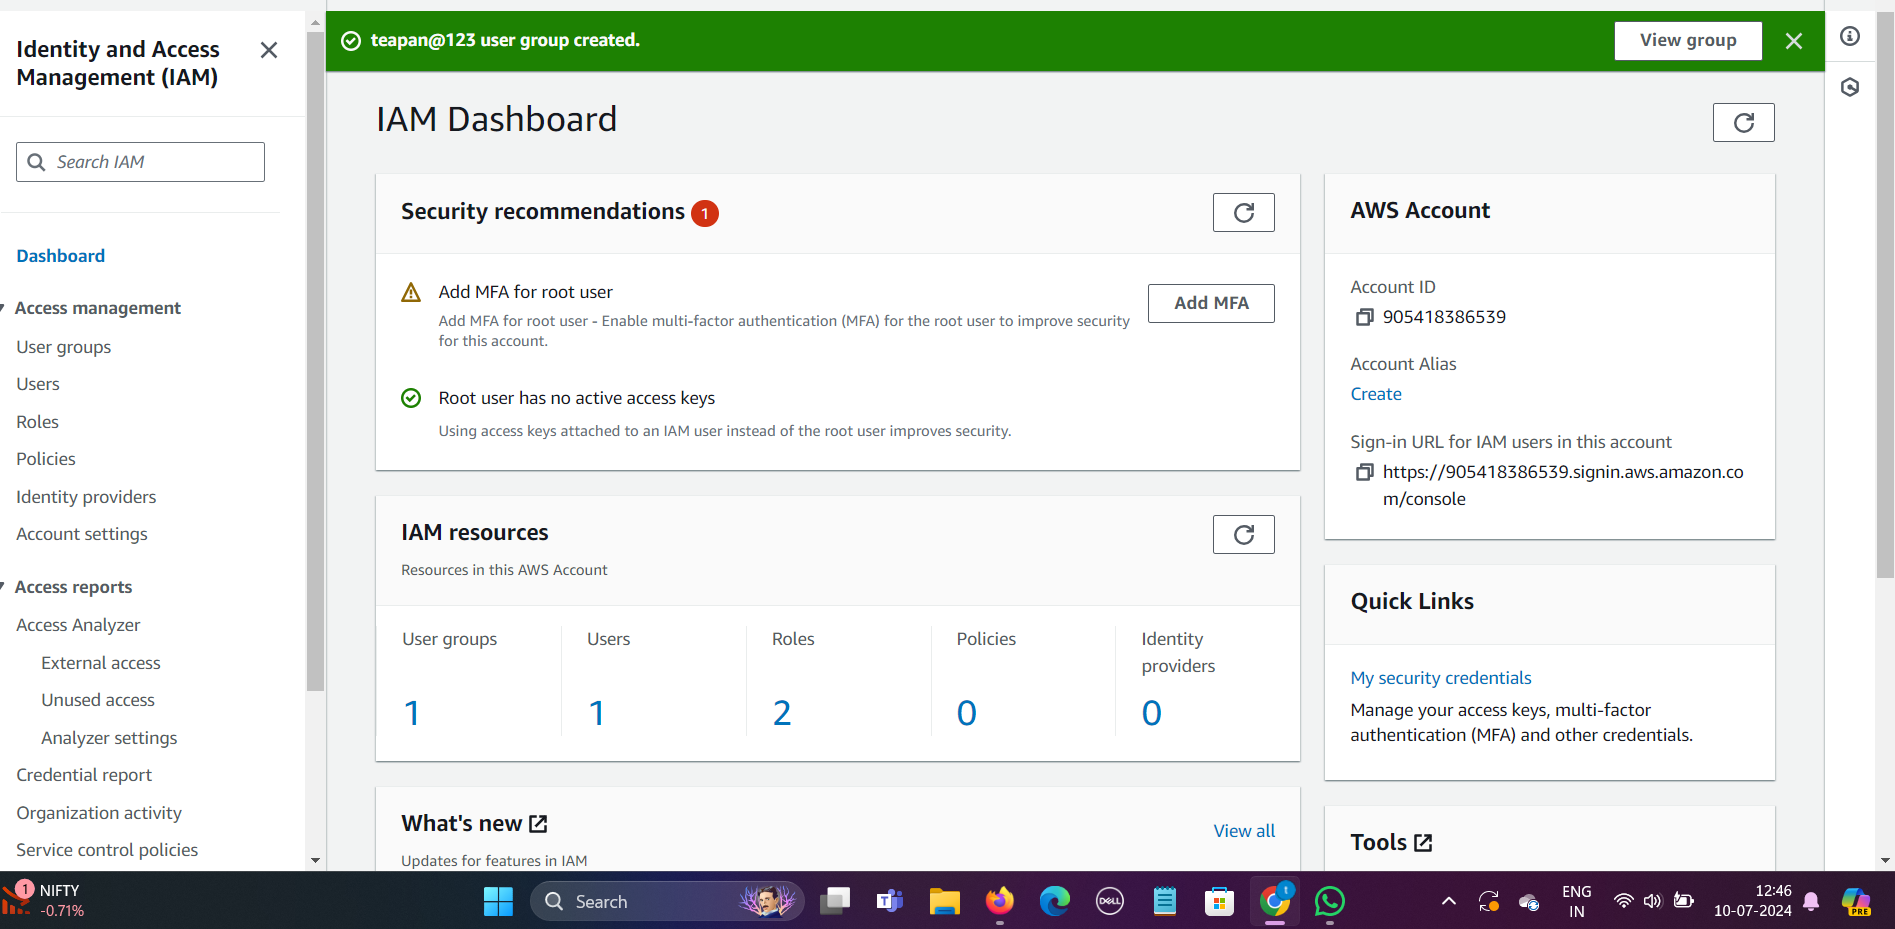 teapan@123 user group created.
View group
Identity and Access
Management (IAM)
Search IAM
Dashboard
Access management
User groups
Users
Roles
Policies
Identity providers
Account settings
Access reports
Access Analyzer
External access
Unused access
Analyzer settings
Credential report
Organization activity
Service control policies
IAM Dashboard
Security recommendations 1
Add MFA for root user
Add MFA for root user - Enable multi-factor authentication (MFA) for the root user to improve security
for this account.
Add MFA
Root user has no active access keys
Using access keys attached to an IAM user instead of the root user improves security.
IAM resources
Resources in this AWS Account
User groups
1
Users
1
Roles
2
Policies
0
Identity
providers
0
What's new
View all
Updates for features in IAM
AWS Account
Account ID
905418386539
Account Alias
Create
Sign-in URL for IAM users in this account
https://905418386539.signin.aws.amazon.co
m/console
Quick Links
My security credentials
Manage your access keys, multi-factor
authentication (MFA) and other credentials.
Tools
1
NIFTY
-0.71%
Search
T
DELL
t
ENG
IN
12:46
10-07-2024
PRE